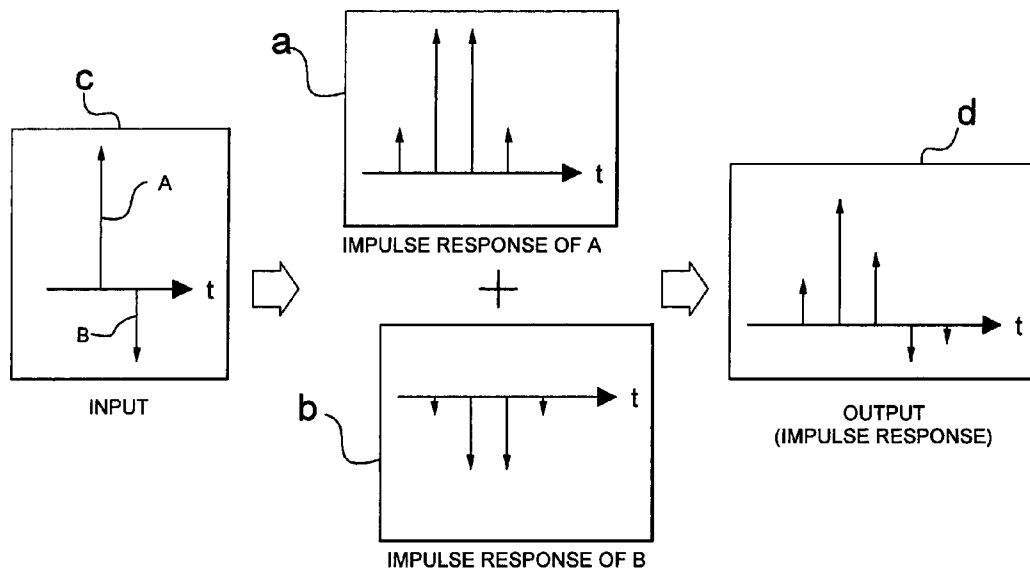 c
A
t
B
INPUT
a
t
IMPULSE RESPONSE OF A
+
b
t
IMPULSE RESPONSE OF B
d
t
OUTPUT
(IMPULSE RESPONSE)